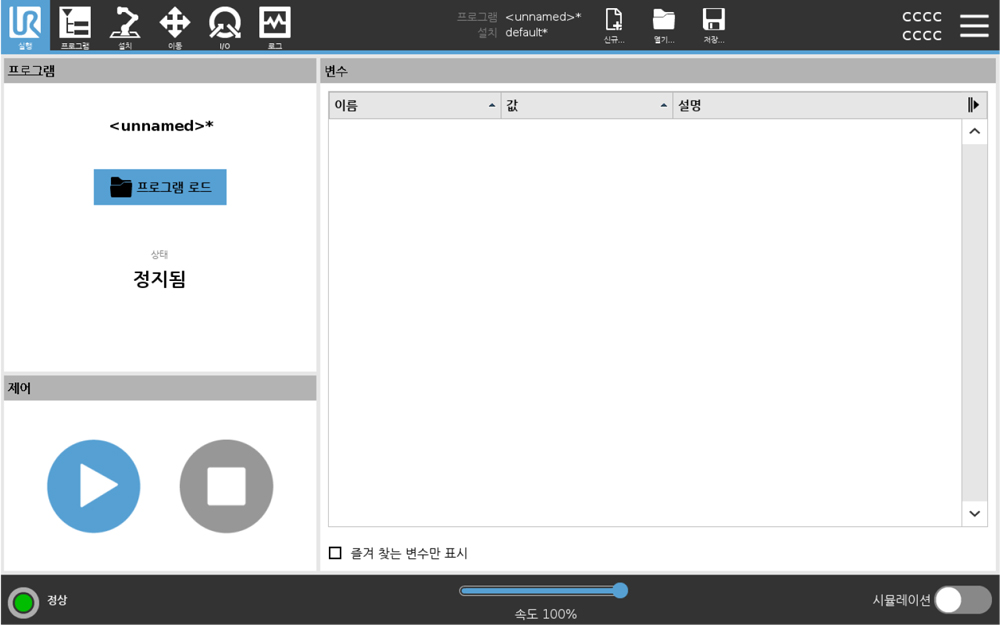 UR
실행
프로그램
설치
이동
I/O
로그
프로그램 <unnamed>*
설치 default*
신규...
열기...
저장...
CCCC
CCCC
프로그램
<unnamed>*
프로그램 로드
상태
정지됨
제어
변수
이름 값 설명
즐겨 찾는 변수만 표시
정상
속도 100%
시뮬레이션